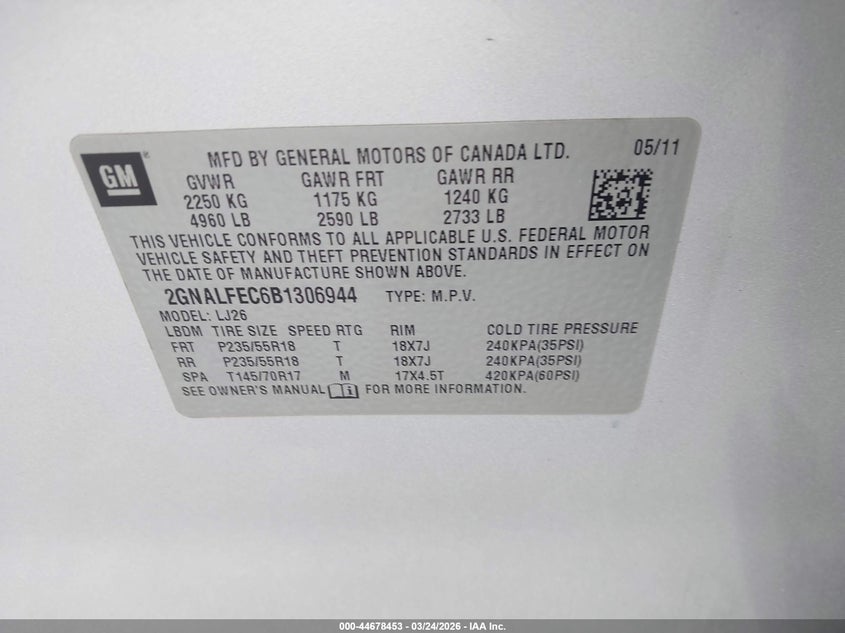 GM ®
MFD BY GENERAL MOTORS OF CANADA LTD. 05/11
GVWR GAWR FRT GAWR RR
2250 KG 1175 KG 1240 KG
4960 LB 2590 LB 2733 LB
THIS VEHICLE CONFORMS TO ALL APPLICABLE U.S. FEDERAL MOTOR
VEHICLE SAFETY AND THEFT PREVENTION STANDARDS IN EFFECT ON
THE DATE OF MANUFACTURE SHOWN ABOVE.
2GNALFEC6B1306944 TYPE: M.P.V.
MODEL: LJ26
LBDM TIRE SIZE SPEED RTG RIM COLD TIRE PRESSURE
FRT P235/55R18 T 18X7J 240KPA(35PSI)
RR P235/55R18 T 18X7J 240KPA(35PSI)
SPA T145/70R17 M 17X4.5T 420KPA(60PSI)
SEE OWNER'S MANUAL FOR MORE INFORMATION.
000-44678453 - 03/24/2026 - IAA Inc.